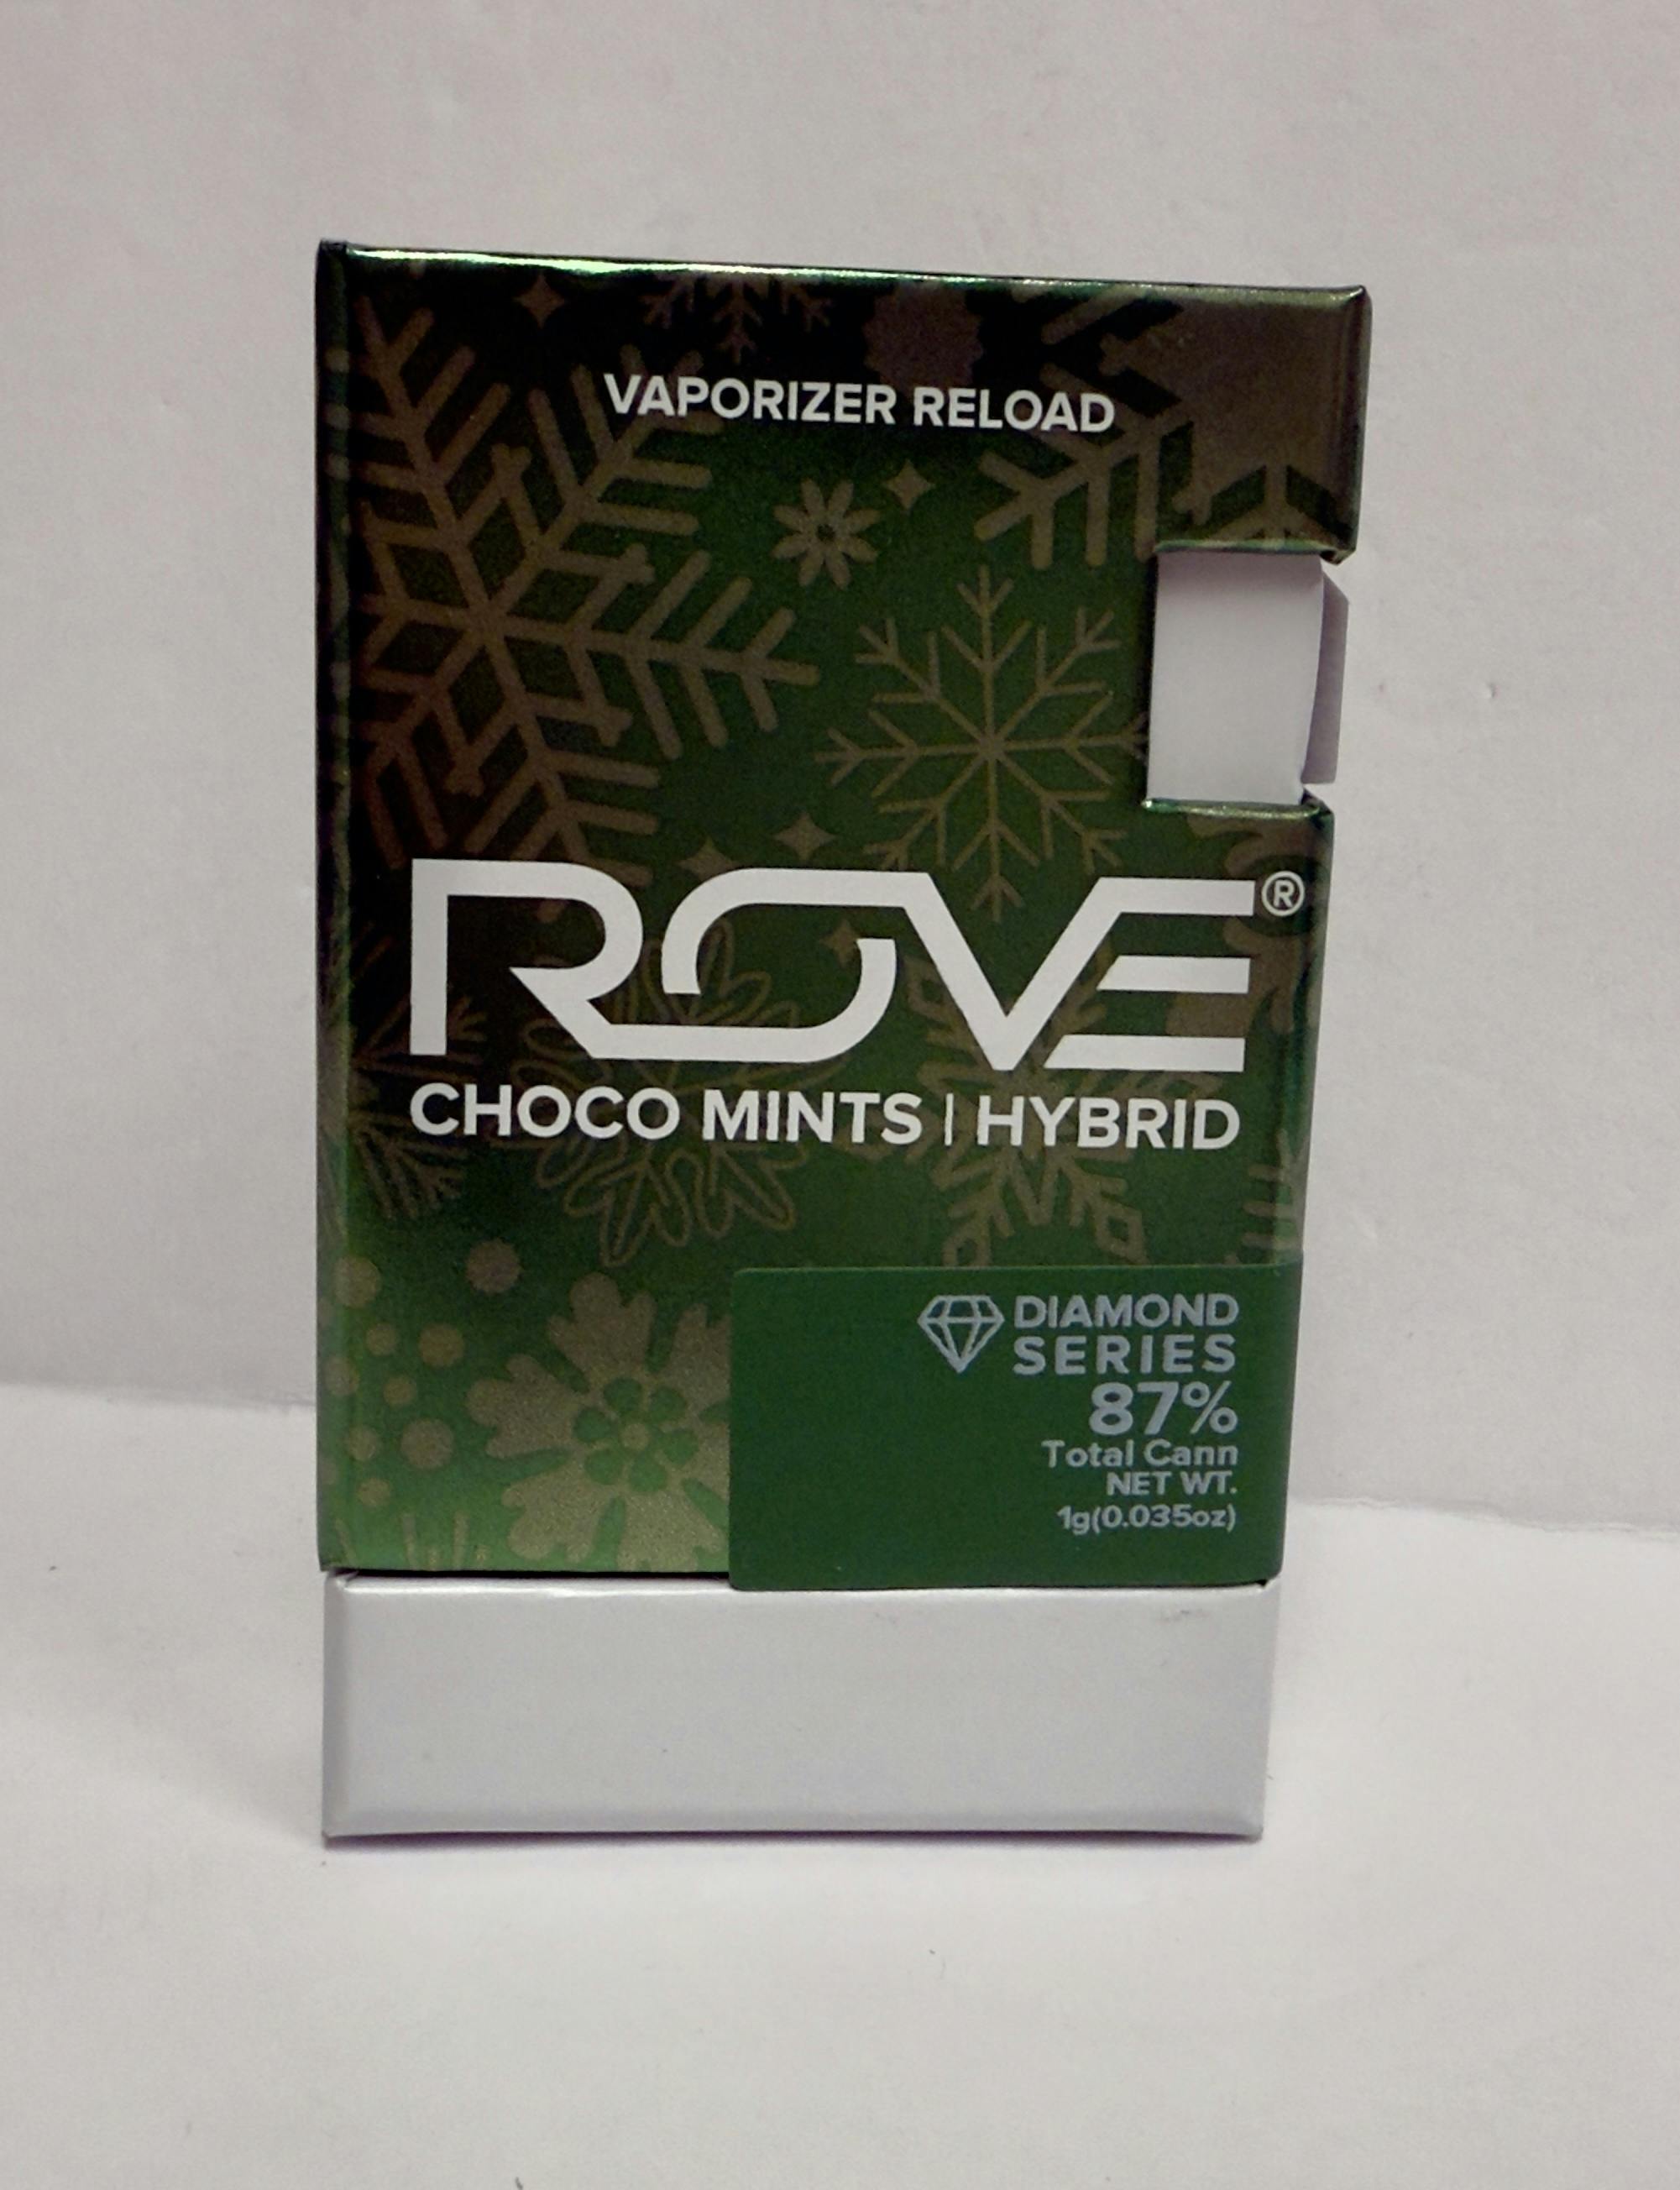 VAPORIZER RELOAD
ROVE®
CHOCO MINTS | HYBRID
DIAMOND
SERIES
87%
Total Cann
NET WT.
1g(0.035oz)